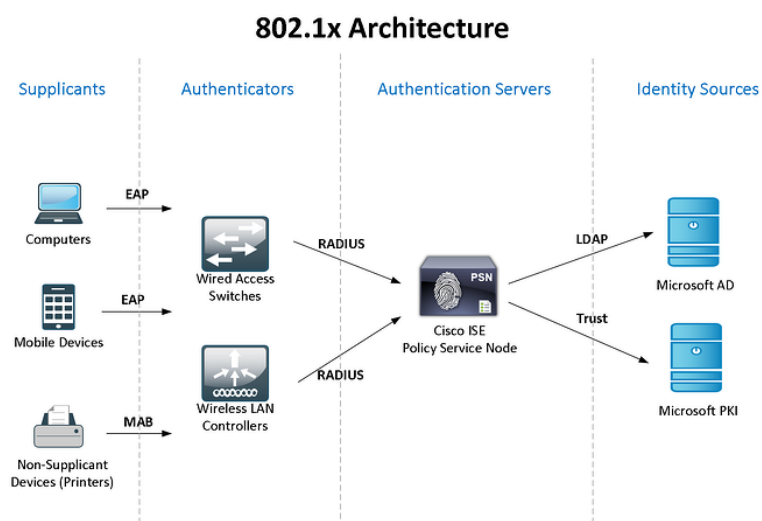 802.1x Architecture
Supplicants
Authenticators
Authentication Servers
Identity Sources
EAP
Computers
EAP
Mobile Devices
MAB
Non-Supplicant
Devices (Printers)
Wired Access
Switches
Wireless LAN
Controllers
RADIUS
RADIUS
PSN
Cisco ISE
Policy Service Node
LDAP
Trust
Microsoft AD
Microsoft PKI